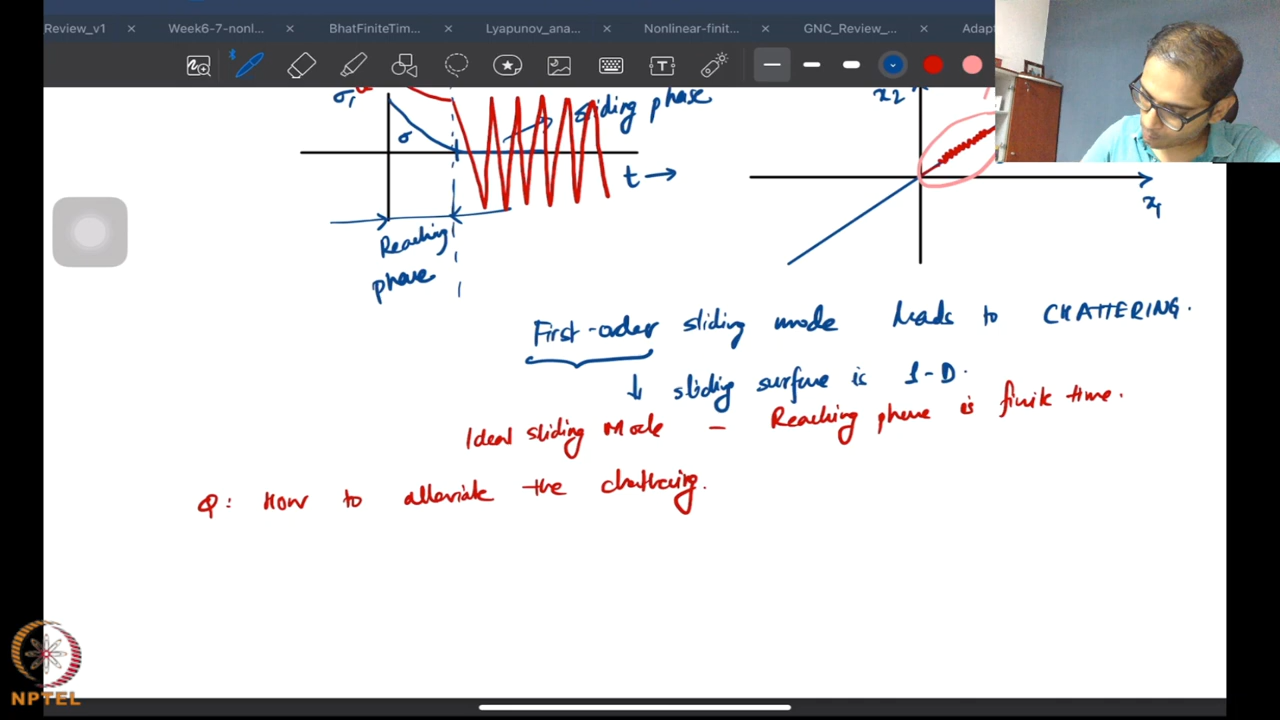 Review_v1 × Week6-7-nonl... × BhatFiniteTim... × Lyapunov_ana... × Nonlinear-finit... × GNC_Review_... × Adap
T
σ, u
sliding phase
x2
σ
t →
x1
Reaching
phase
First-order sliding mode leads to CHATTERING.
↓ sliding surface is 1-D.
Ideal sliding Mode - Reaching phase is finite time.
Q: How to alleviate the chattering.
NPTEL